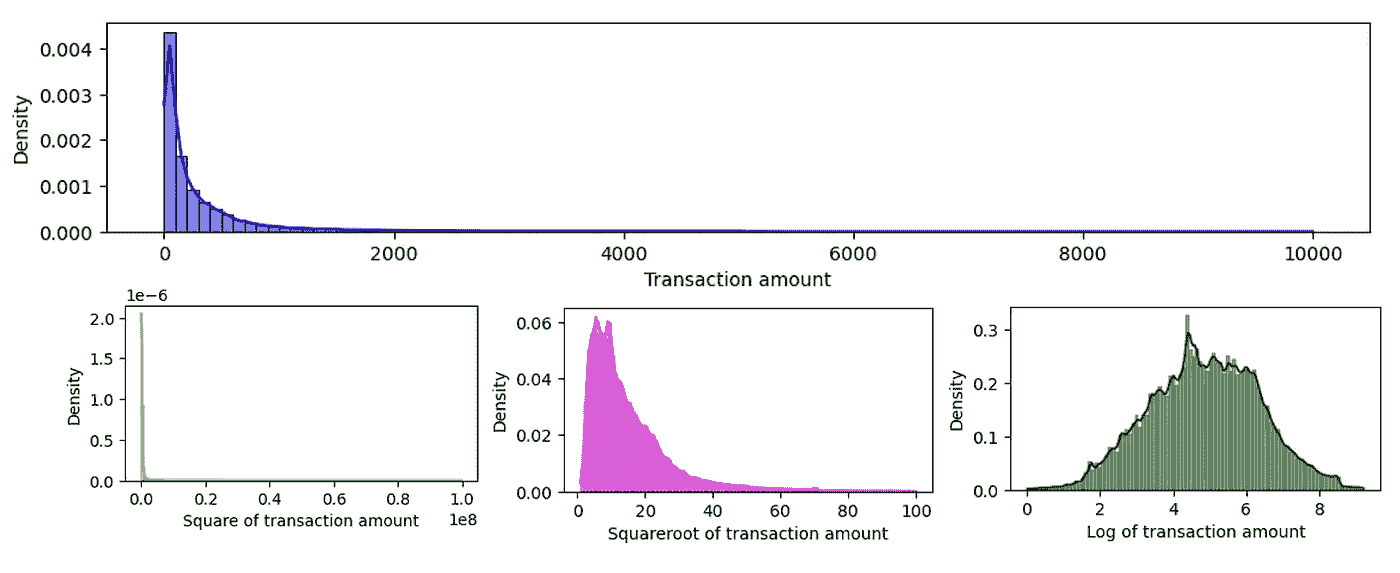 Density
0.004
0.003
0.002
0.001
0.000
0 2000 4000 6000 8000 10000
Transaction amount
1e−6
Density
2.0
1.5
1.0
0.5
0.0
0.0 0.2 0.4 0.6 0.8 1.0
1e8
Square of transaction amount
Density
0.06
0.04
0.02
0.00
0 20 40 60 80 100
Squareroot of transaction amount
Density
0.3
0.2
0.1
0.0
0 2 4 6 8
Log of transaction amount